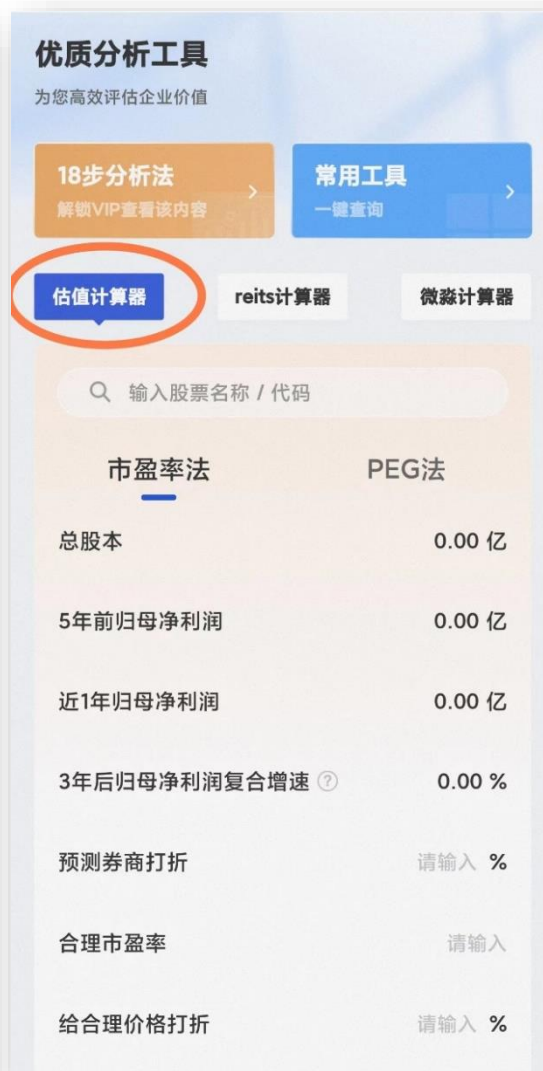 优质分析工具
为您高效评估企业价值
18步分析法
解锁VIP查看该内容
常用工具
一键查询
估值计算器 reits计算器 微淼计算器
输入股票名称 / 代码
市盈率法 PEG法
总股本 0.00 亿
5年前归母净利润 0.00 亿
近1年归母净利润 0.00 亿
3年后归母净利润复合增速 ? 0.00 %
预测券商打折 请输入 %
合理市盈率 请输入
给合理价格打折 请输入 %